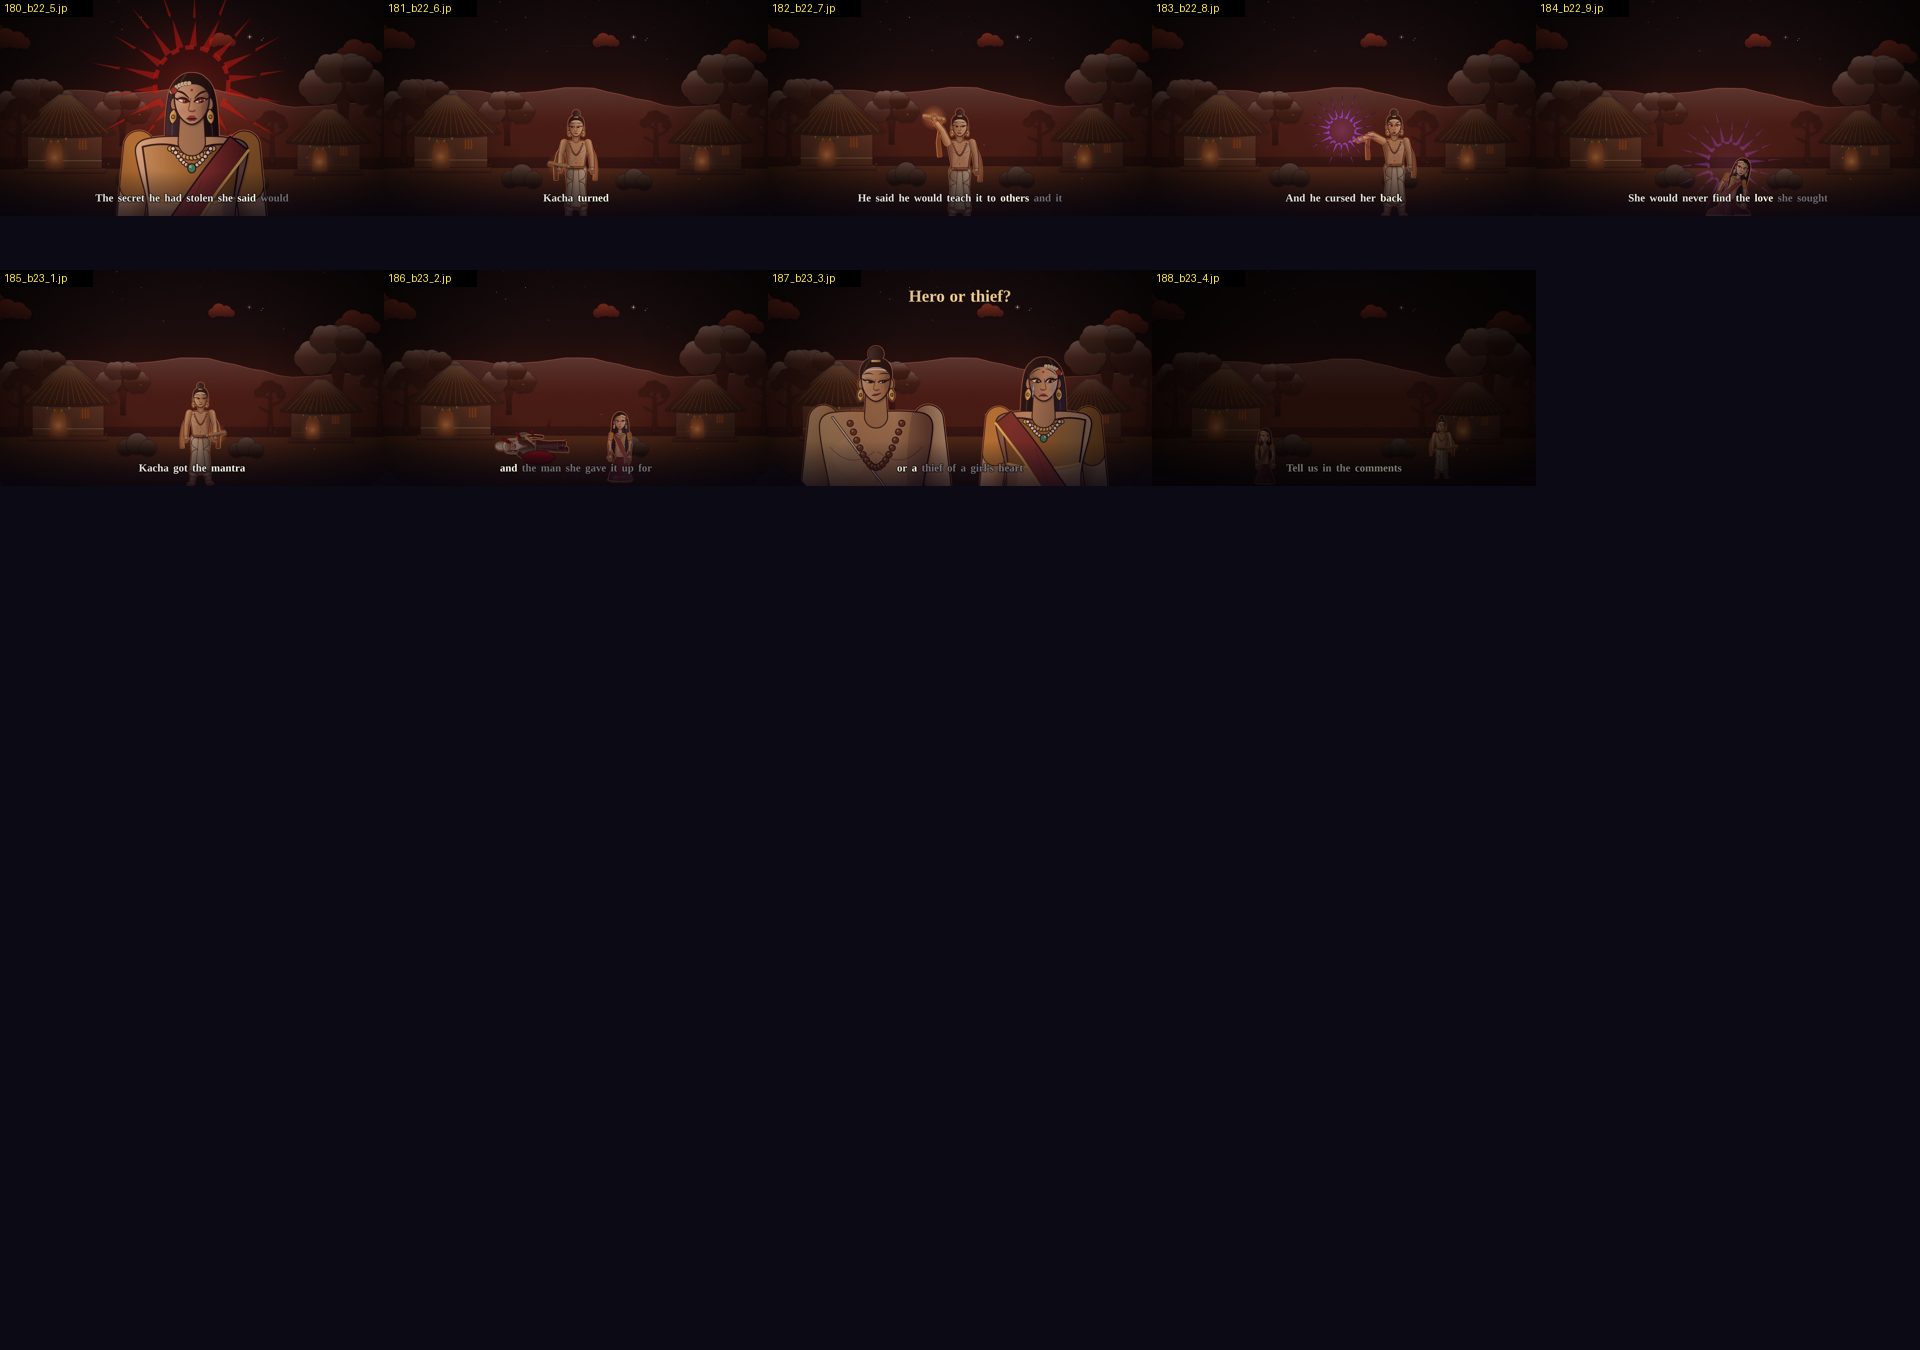 180_b22_5.jp
181_b22_6.jp
182_b22_7.jp
183_b22_8.jp
184_b22_9.jp
The secret he had stolen she said would
Kacha turned
He said he would teach it to others and it
And he cursed her back
She would never find the love she sought
185_b23_1.jp
186_b23_2.jp
187_b23_3.jp
188_b23_4.jp
Hero or thief?
Kacha got the mantra
and the man she gave it up for
or a thief of a girl's heart
Tell us in the comments